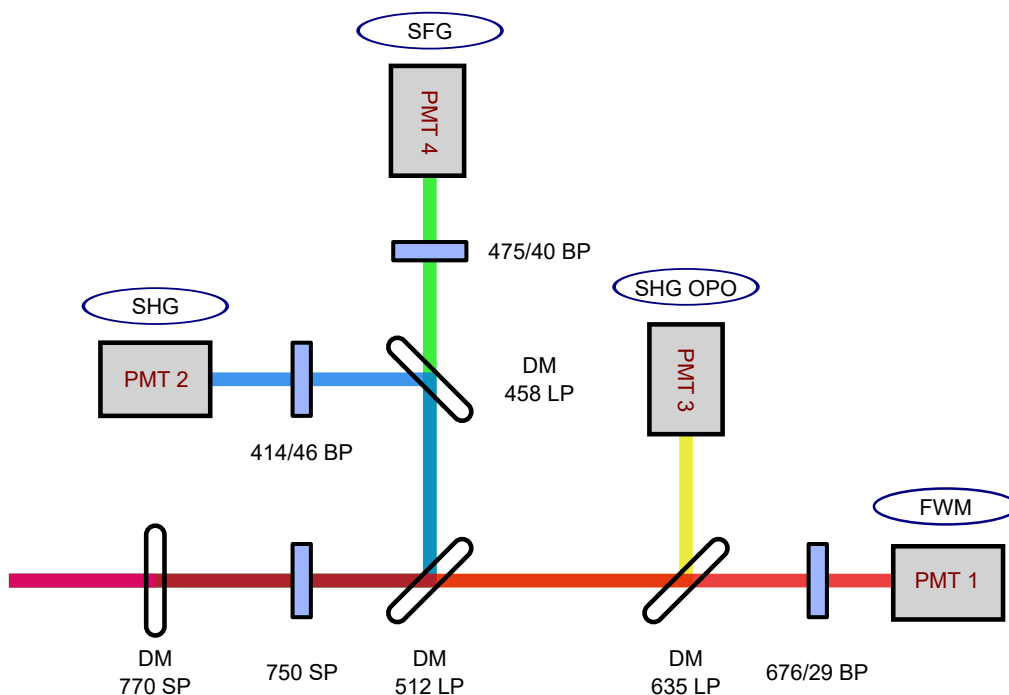 SFG
PMT 4
475/40 BP
SHG OPO
SHG
PMT 3
DM
458 LP
PMT 2
414/46 BP
FWM
PMT 1
DM
770 SP
750 SP
DM
512 LP
DM
635 LP
676/29 BP